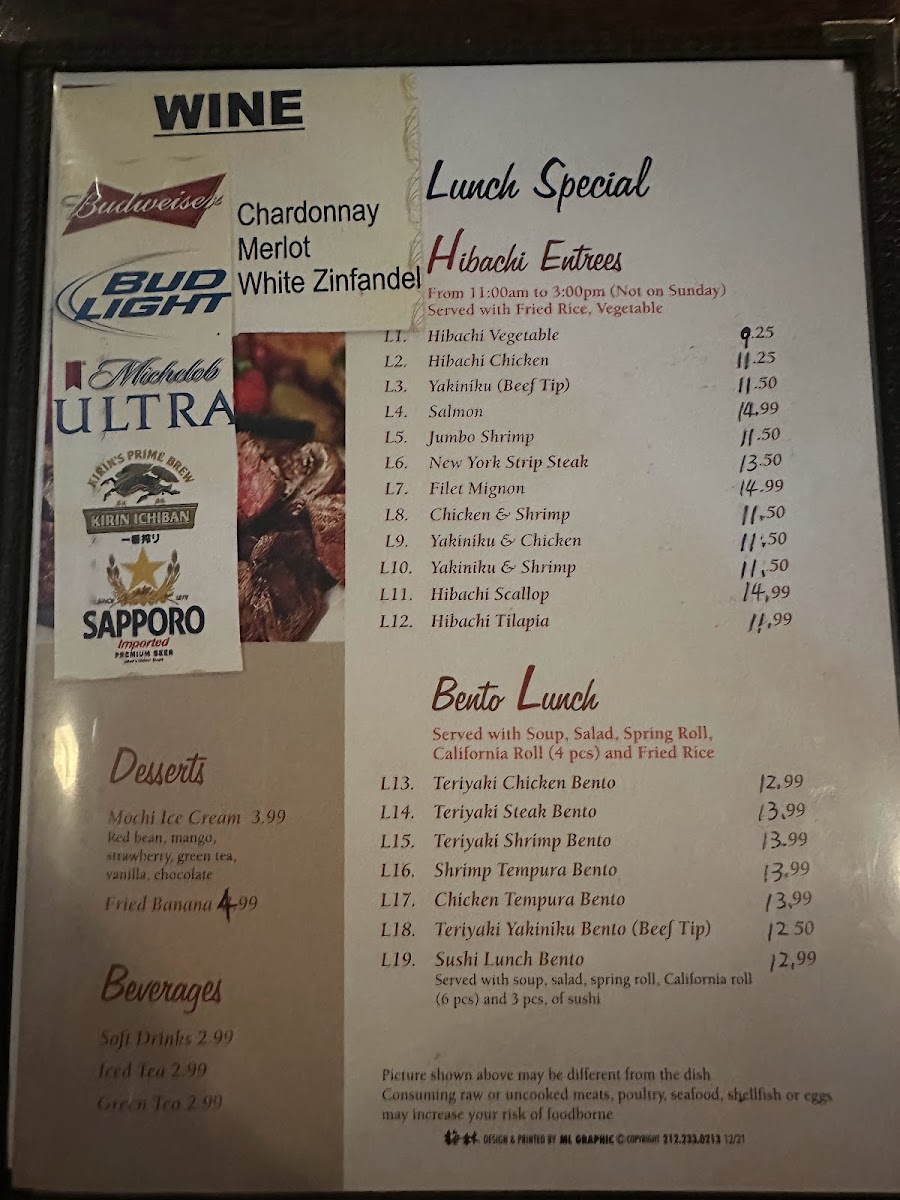 WINE
Budweiser
BUD
LIGHT
Michelob
ULTRA
KIRIN'S PRIME BREW
KIRIN ICHIBAN
一番搾り
SINCE 1876
SAPPORO
Imported
PREMIUM BEER
Chardonnay
Merlot
White Zinfandel
Desserts
Mochi Ice Cream 3.99
Red bean, mango,
strawberry, green tea,
vanilla, chocolate
Fried Banana 4.99
Beverages
Soft Drinks 2.99
Iced Tea 2.99
Green Tea 2.99
Lunch Special
Hibachi Entrees
From 11:00am to 3:00pm (Not on Sunday)
Served with Fried Rice, Vegetable
L1. Hibachi Vegetable 9.25
L2. Hibachi Chicken 11.25
L3. Yakiniku (Beef Tip) 11.50
L4. Salmon 14.99
L5. Jumbo Shrimp 11.50
L6. New York Strip Steak 13.50
L7. Filet Mignon 14.99
L8. Chicken & Shrimp 11.50
L9. Yakiniku & Chicken 11.50
L10. Yakiniku & Shrimp 11.50
L11. Hibachi Scallop 14.99
L12. Hibachi Tilapia 11.99
Bento Lunch
Served with Soup, Salad, Spring Roll,
California Roll (4 pcs) and Fried Rice
L13. Teriyaki Chicken Bento 12.99
L14. Teriyaki Steak Bento 13.99
L15. Teriyaki Shrimp Bento 13.99
L16. Shrimp Tempura Bento 13.99
L17. Chicken Tempura Bento 13.99
L18. Teriyaki Yakiniku Bento (Beef Tip) 12.50
L19. Sushi Lunch Bento 12.99
Served with soup, salad, spring roll, California roll
(6 pcs) and 3 pcs, of sushi
Picture shown above may be different from the dish
Consuming raw or uncooked meats, poultry, seafood, shellfish or eggs
may increase your risk of foodborne
DESIGN & PRINTED BY ML GRAPHIC © COPYRIGHT 212.233.0213 12/21